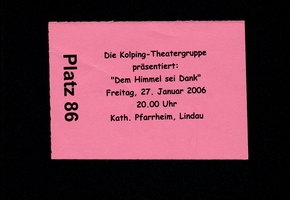 Platz 86
Die Kolping-Theatergruppe
präsentiert:
"Dem Himmel sei Dank"
Freitag, 27. Januar 2006
20.00 Uhr
Kath. Pfarrheim, Lindau